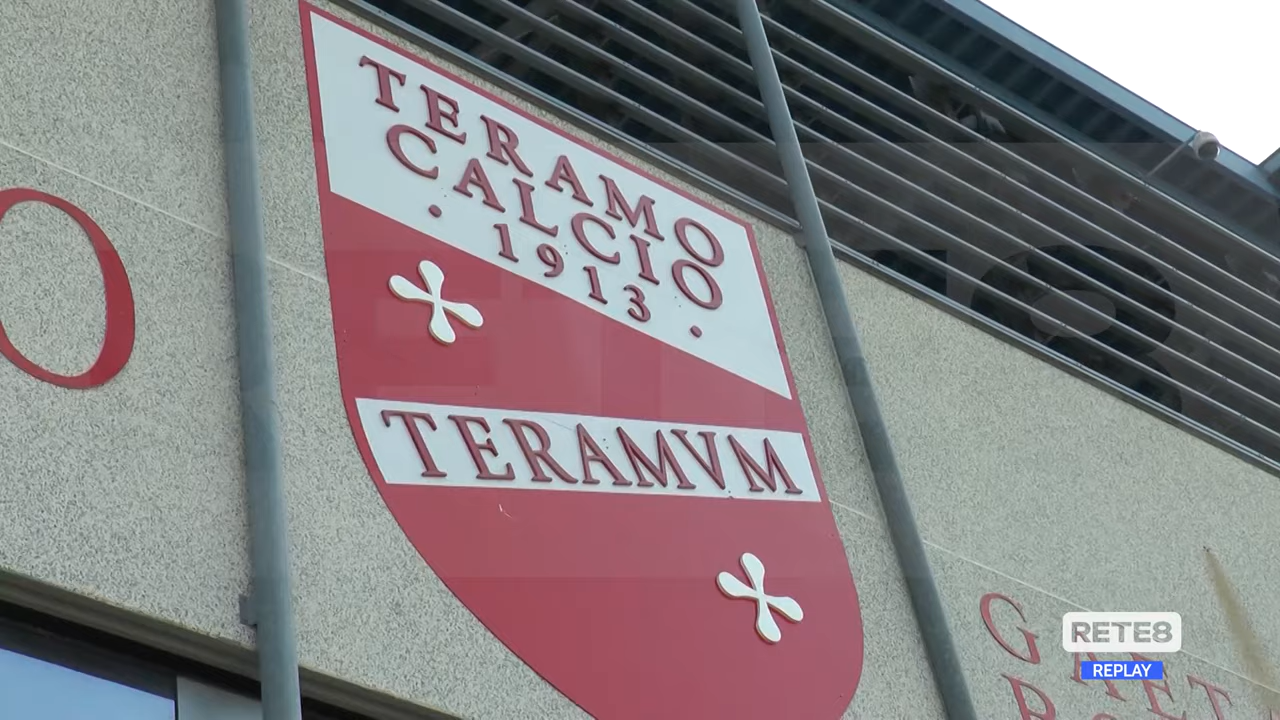 TERAMO
CALCIO
· 1913 ·
TERAMVM
O
RETE8
REPLAY